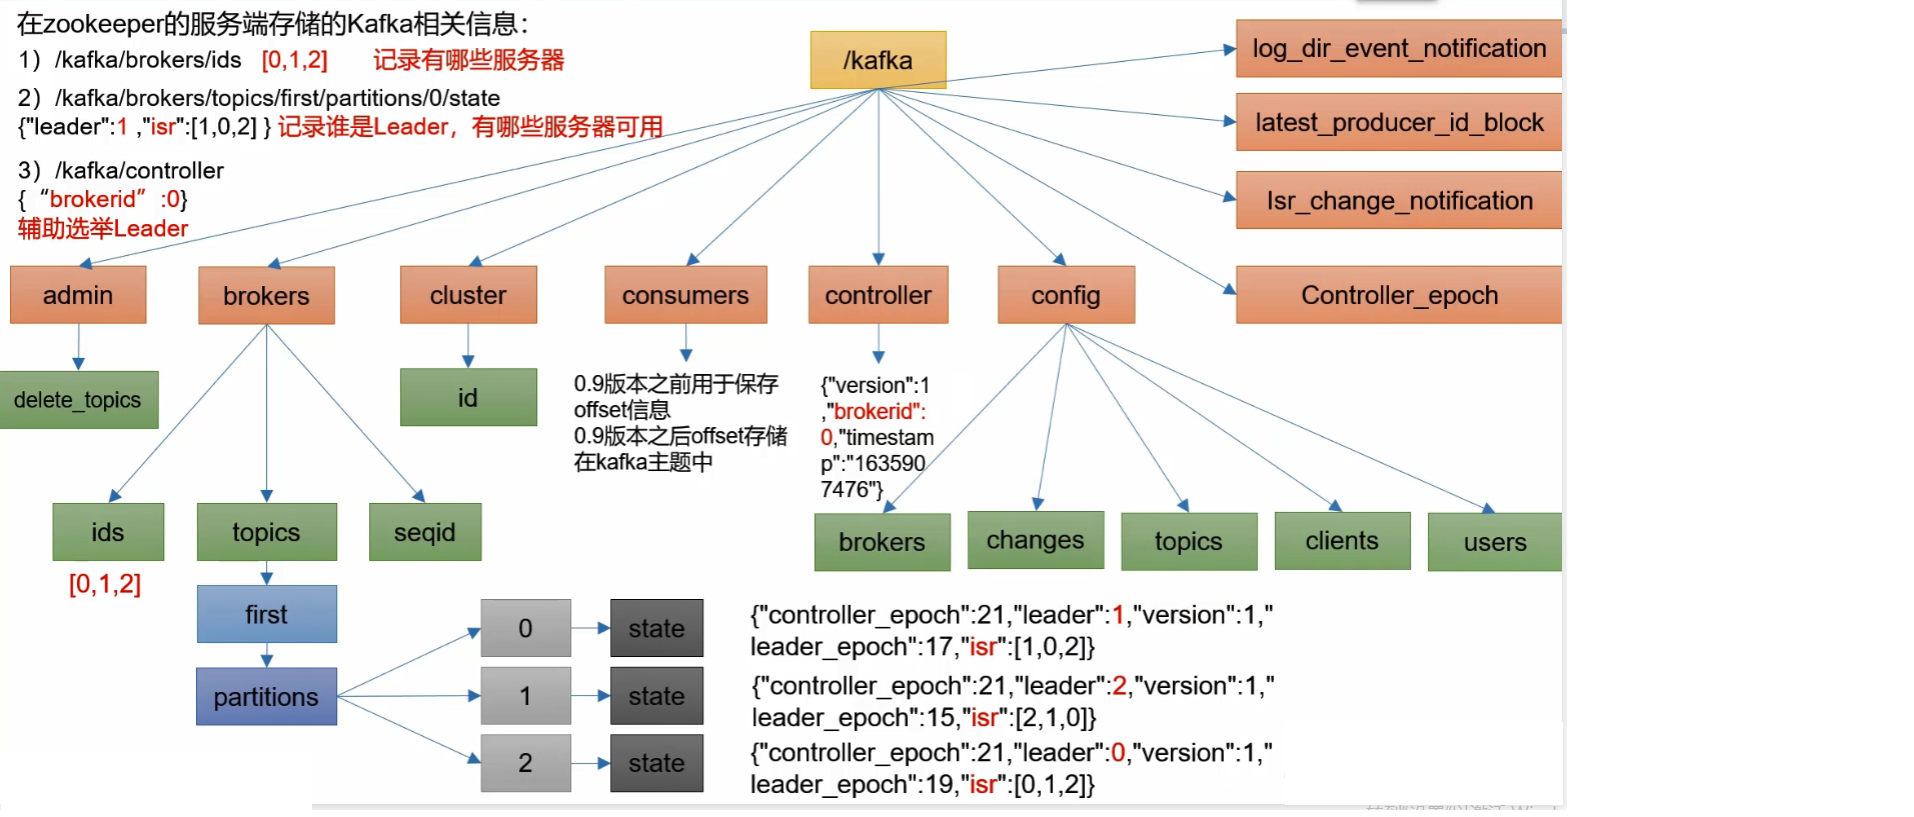 在zookeeper的服务端存储的Kafka相关信息：
1）/kafka/brokers/ids [0,1,2] 记录有哪些服务器
2）/kafka/brokers/topics/first/partitions/0/state
{"leader":1 ,"isr":[1,0,2] } 记录谁是Leader，有哪些服务器可用
3）/kafka/controller
{ “brokerid” :0}
辅助选举Leader
/kafka
log_dir_event_notification
latest_producer_id_block
Isr_change_notification
Controller_epoch
admin
brokers
cluster
consumers
controller
config
delete_topics
id
0.9版本之前用于保存
offset信息
0.9版本之后offset存储
在kafka主题中
{"version":1
,"brokerid":
0,"timestam
p":"163590
7476"}
ids
topics
seqid
[0,1,2]
brokers
changes
topics
clients
users
first
partitions
0
state
1
state
2
state
{"controller_epoch":21,"leader":1,"version":1,"
leader_epoch":17,"isr":[1,0,2]}
{"controller_epoch":21,"leader":2,"version":1,"
leader_epoch":15,"isr":[2,1,0]}
{"controller_epoch":21,"leader":0,"version":1,"
leader_epoch":19,"isr":[0,1,2]}